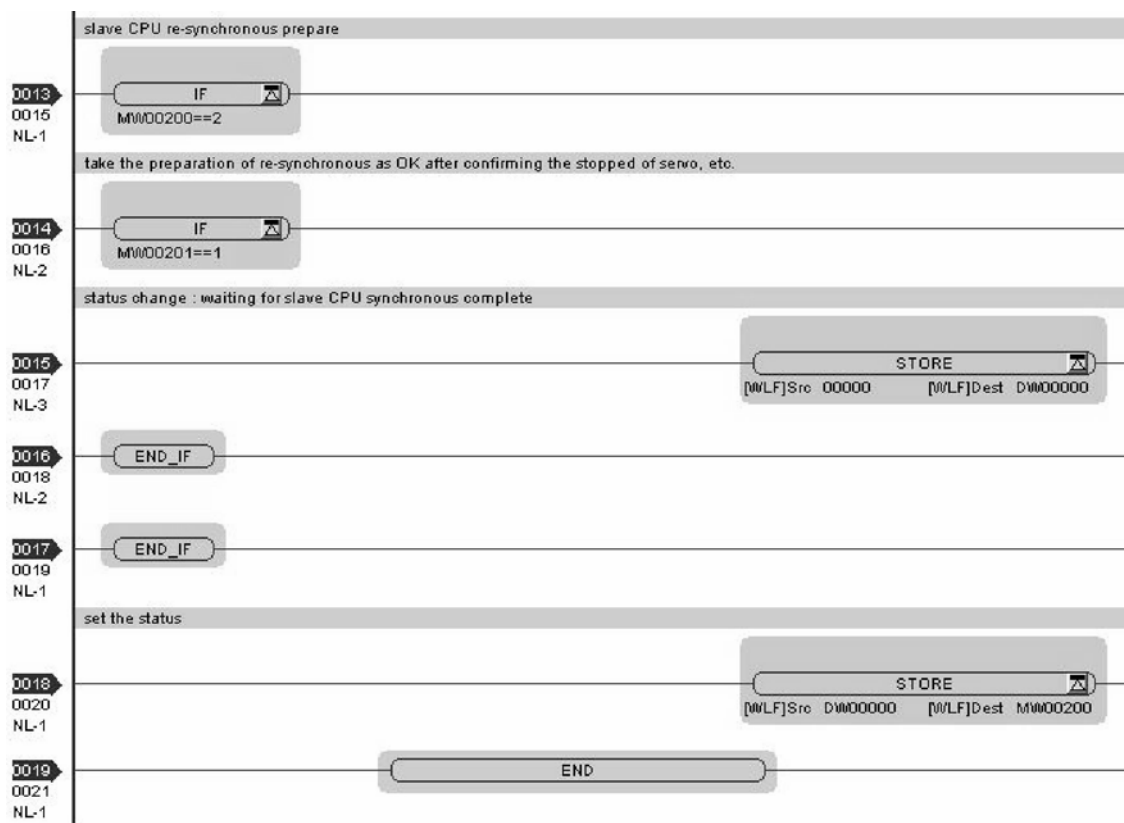 slave CPU re-synchronous prepare
0013
IF
0015
MW00200==2
NL-1
take the preparation of re-synchronous as OK after confirming the stopped of servo, etc.
0014
IF
0016
MW00201==1
NL-2
status change : waiting for slave CPU synchronous complete
0015
STORE
0017
[WLF]Src 00000 [WLF]Dest DW00000
NL-3
0016
END_IF
0018
NL-2
0017
END_IF
0019
NL-1
set the status
0018
STORE
0020
[WLF]Src DW00000 [WLF]Dest MW00200
NL-1
0019
END
0021
NL-1